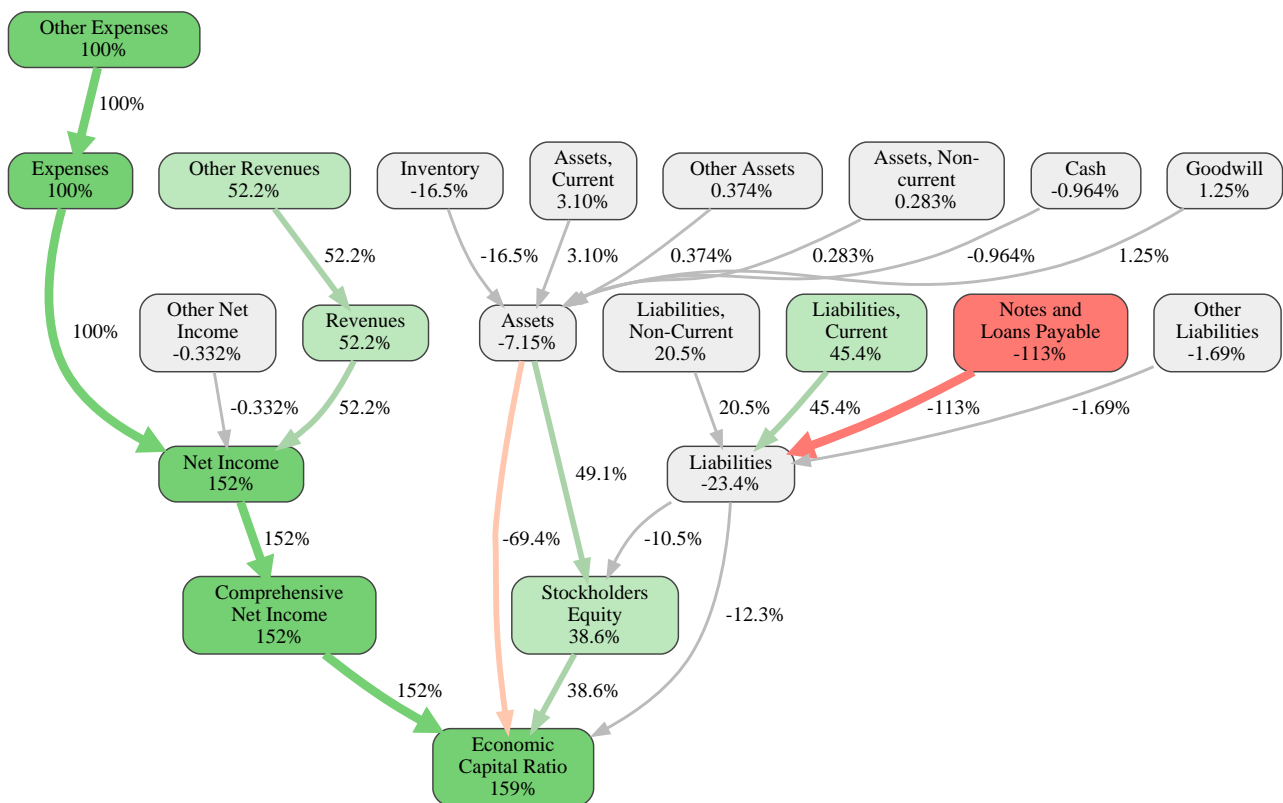 Other Expenses
100%
100%
Expenses
100%
Other Revenues
52.2%
Inventory
-16.5%
Assets,
Current
3.10%
Other Assets
0.374%
Assets, Non-
current
0.283%
Cash
-0.964%
Goodwill
1.25%
52.2%
-16.5%
3.10%
0.374%
0.283%
-0.964%
1.25%
100%
Other Net
Income
-0.332%
Revenues
52.2%
Assets
-7.15%
Liabilities,
Non-Current
20.5%
Liabilities,
Current
45.4%
Notes and
Loans Payable
-113%
Other
Liabilities
-1.69%
-0.332%
52.2%
20.5%
45.4%
-113%
-1.69%
Net Income
152%
49.1%
Liabilities
-23.4%
152%
-69.4%
-10.5%
Comprehensive
Net Income
152%
Stockholders
Equity
38.6%
-12.3%
152%
38.6%
Economic
Capital Ratio
159%